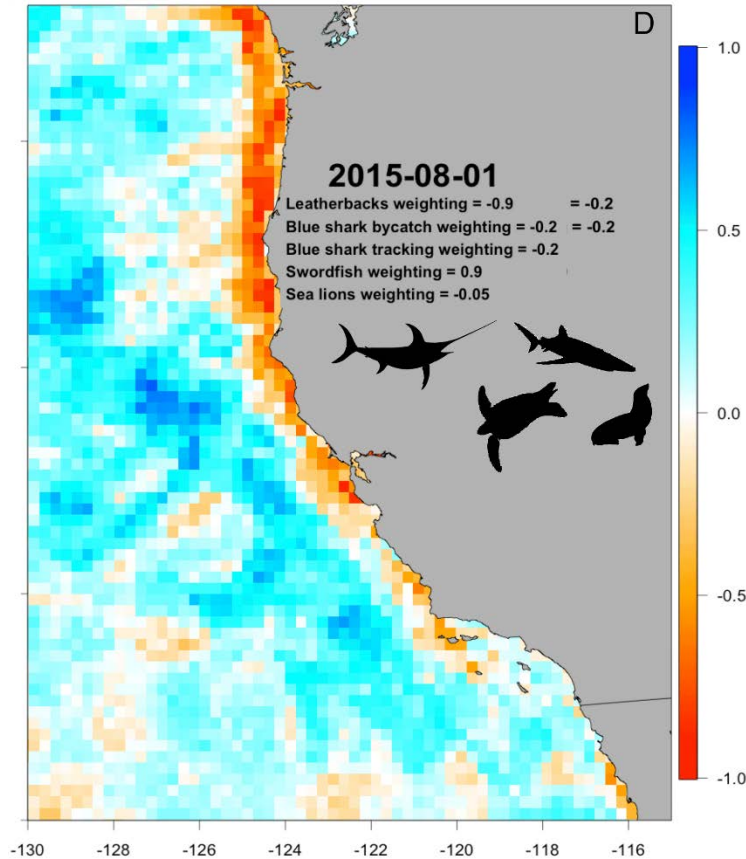 D
2015-08-01
Leatherbacks weighting = -0.9 = -0.2
Blue shark bycatch weighting = -0.2 = -0.2
Blue shark tracking weighting = -0.2
Swordfish weighting = 0.9
Sea lions weighting = -0.05
1.0
0.5
0.0
-0.5
-1.0
-130 -128 -126 -124 -122 -120 -118 -116